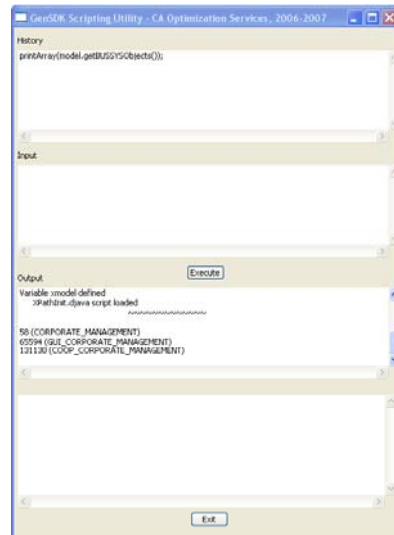 GenSDK Scripting Utility - CA Optimization Services, 2006-2007
History
printArray(model.getBUSSYSObjects());
Input
Execute
Output
Variable xmodel defined
XPathInit.djava script loaded
~~~~~~~~~~~~~
58 (CORPORATE_MANAGEMENT)
65594 (GUI_CORPORATE_MANAGEMENT)
131130 (COOP_CORPORATE_MANAGEMENT)
Exit